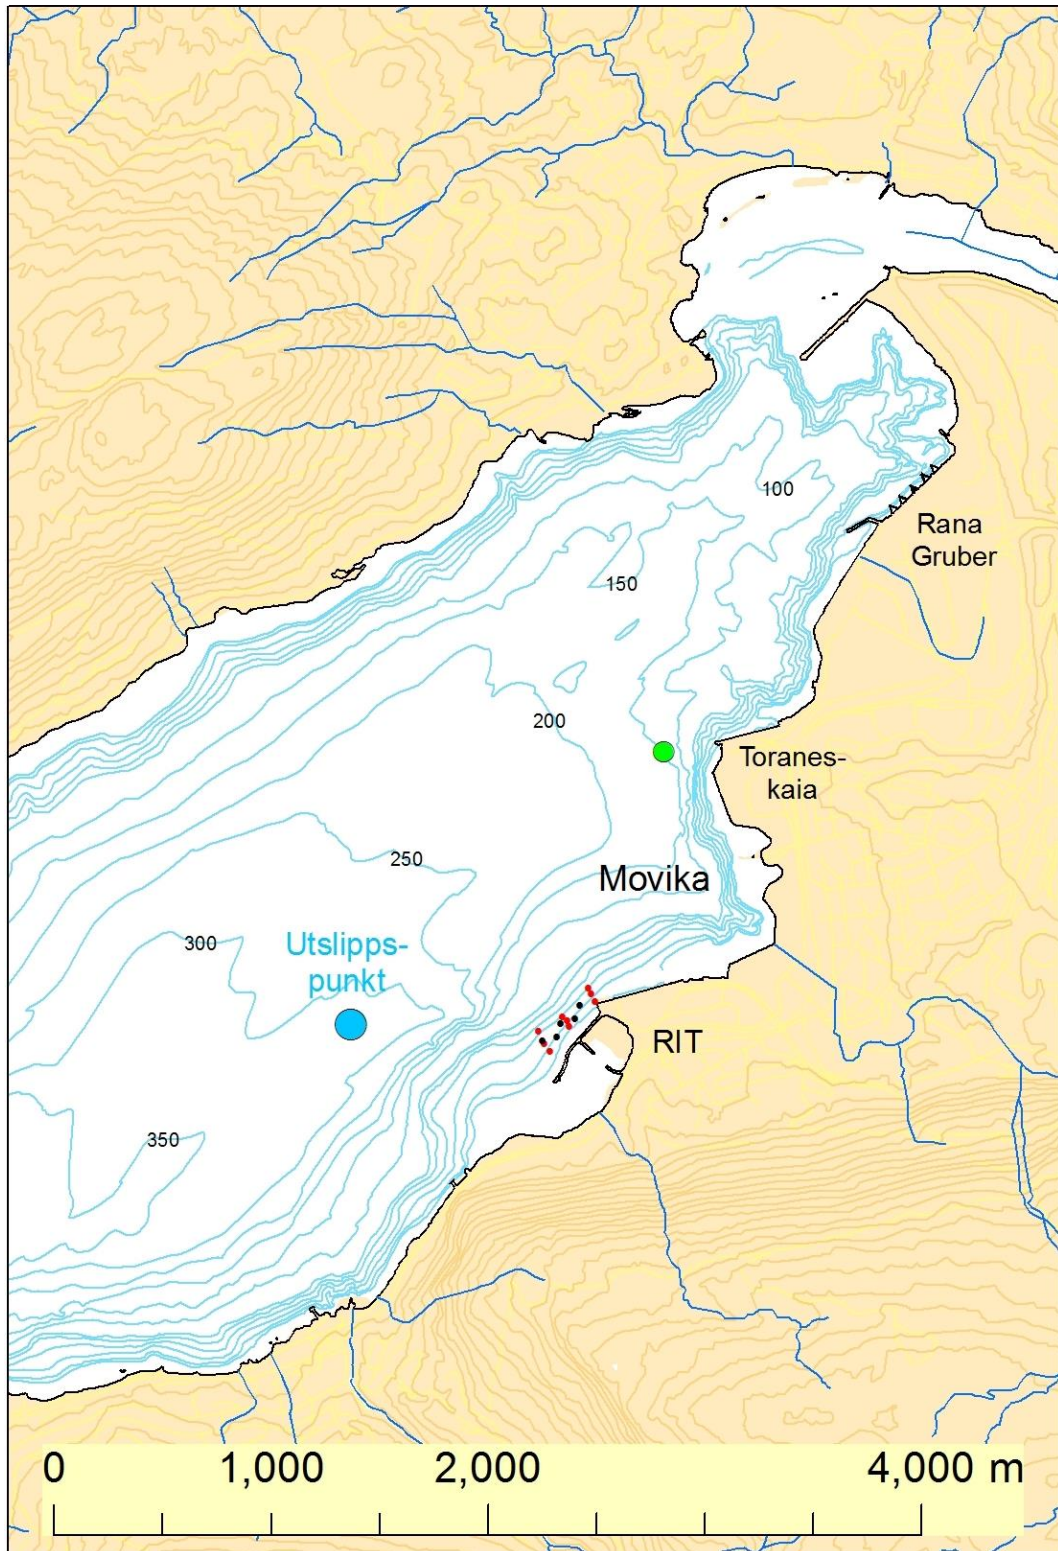 100
Rana
Gruber
150
200
Toranes-
kaia
250
Movika
300
Utslipps-
punkt
RIT
350
0 1,000 2,000 4,000 m